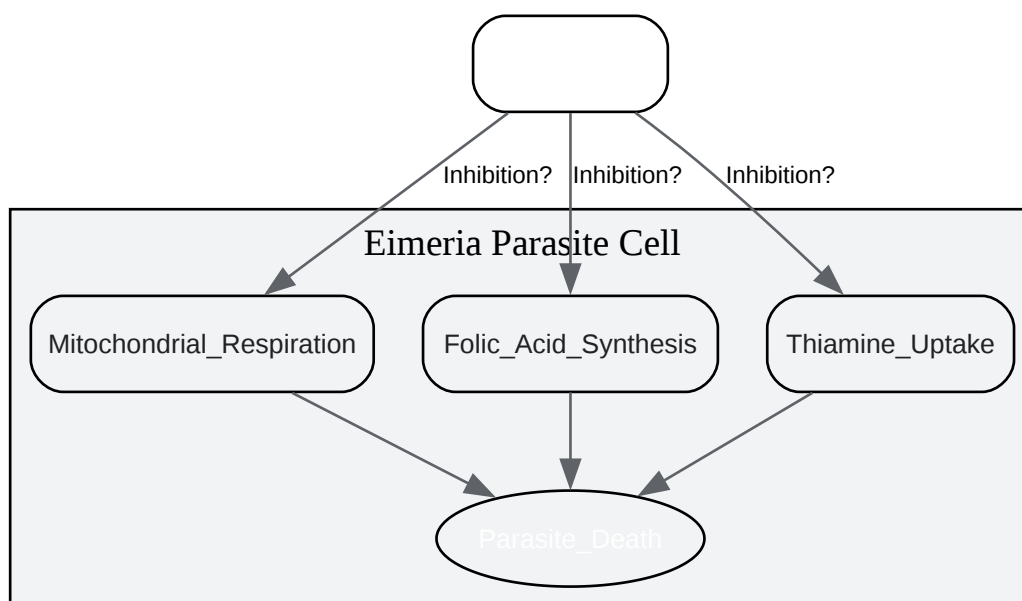 Inhibition? Inhibition? Inhibition?
Eimeria Parasite Cell
Mitochondrial_Respiration Folic_Acid_Synthesis Thiamine_Uptake
Parasite_Death